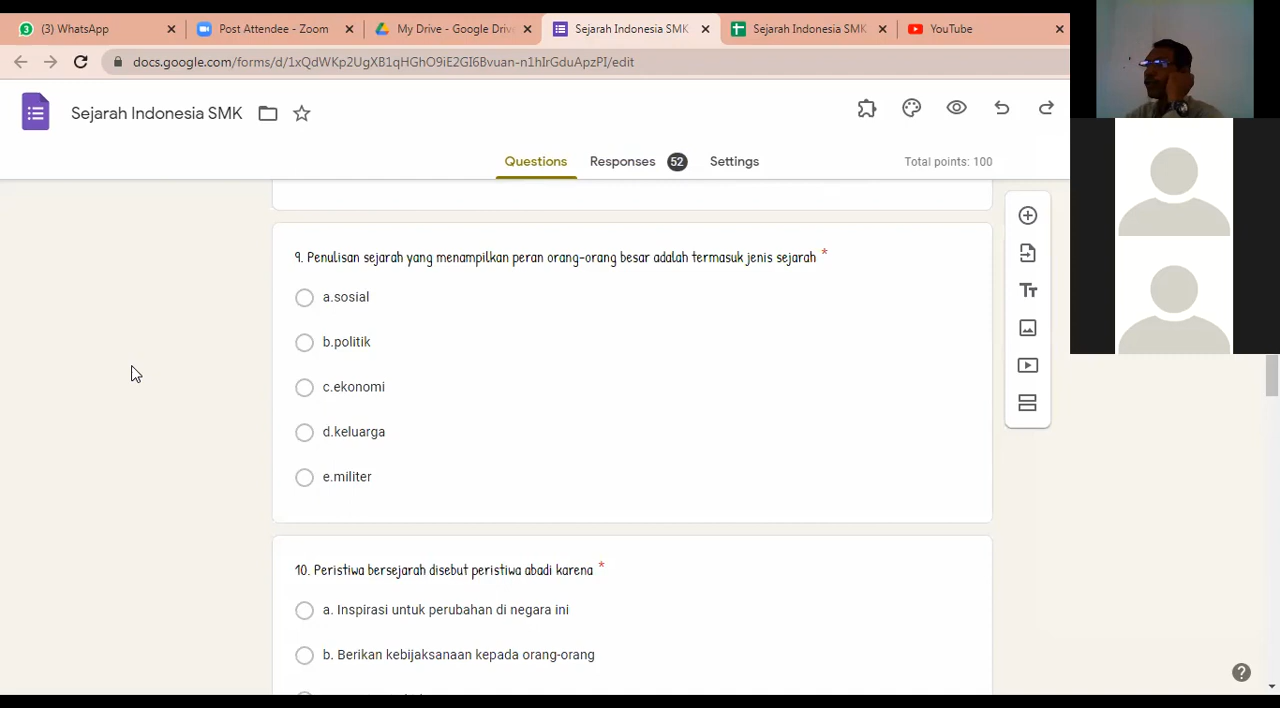 (3) WhatsApp
Post Attendee - Zoom
My Drive - Google Driv
Sejarah Indonesia SMK
Sejarah Indonesia SMK
YouTube
docs.google.com/forms/d/1xQdWKp2UgXB1qHGhO9iE2GI6Bvuan-n1hIrGduApzPI/edit
Sejarah Indonesia SMK
Questions
Responses 52
Settings
Total points: 100
9. Penulisan sejarah yang menampilkan peran orang-orang besar adalah termasuk jenis sejarah *
a.sosial
b.politik
c.ekonomi
d.keluarga
e.militer
10. Peristiwa bersejarah disebut peristiwa abadi karena *
a. Inspirasi untuk perubahan di negara ini
b. Berikan kebijaksanaan kepada orang-orang